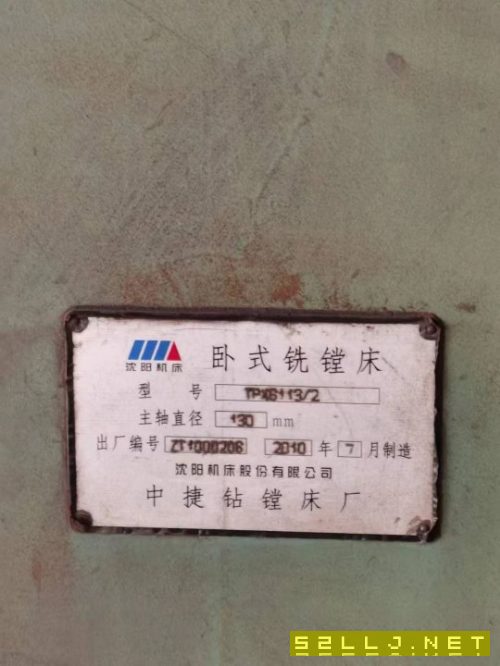 沈阳机床
卧式铣镗床
型 号 TPX6113/2
主轴直径 130 mm
出厂编号 ZT1000206 2010 年 7 月制造
沈阳机床股份有限公司
中捷钻镗床厂
S2LLJ.NET